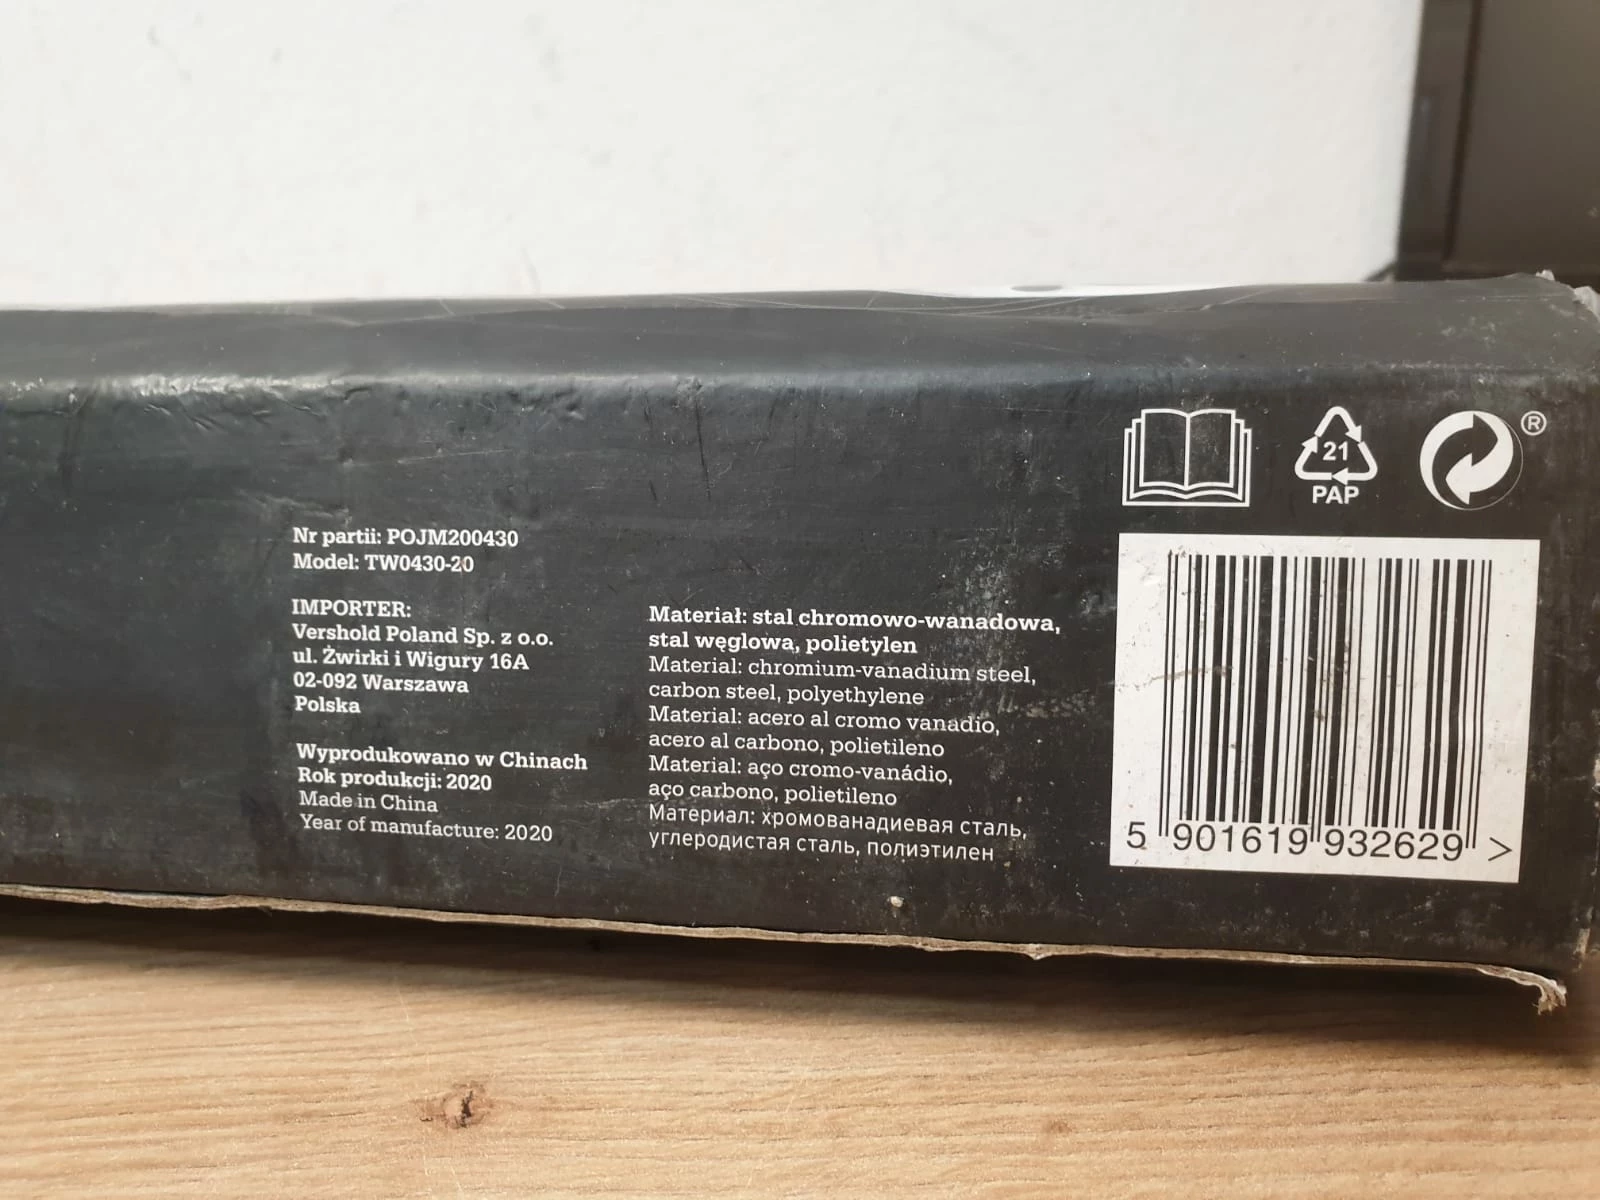 Nr partii: POJM200430
Model: TW0430-20
IMPORTER:
Vershold Poland Sp. z o.o.
ul. Żwirki i Wigury 16A
02-092 Warszawa
Polska
Wyprodukowano w Chinach
Rok produkcji: 2020
Made in China
Year of manufacture: 2020
Materiał: stal chromowo-wanadowa,
stal węglowa, polietylen
Material: chromium-vanadium steel,
carbon steel, polyethylene
Material: acero al cromo vanadio,
acero al carbono, polietileno
Material: aço cromo-vanádio,
aço carbono, polietileno
Материал: хромованадиевая сталь,
углеродистая сталь, полиэтилен
21
PAP
®
5 901619 932629 >